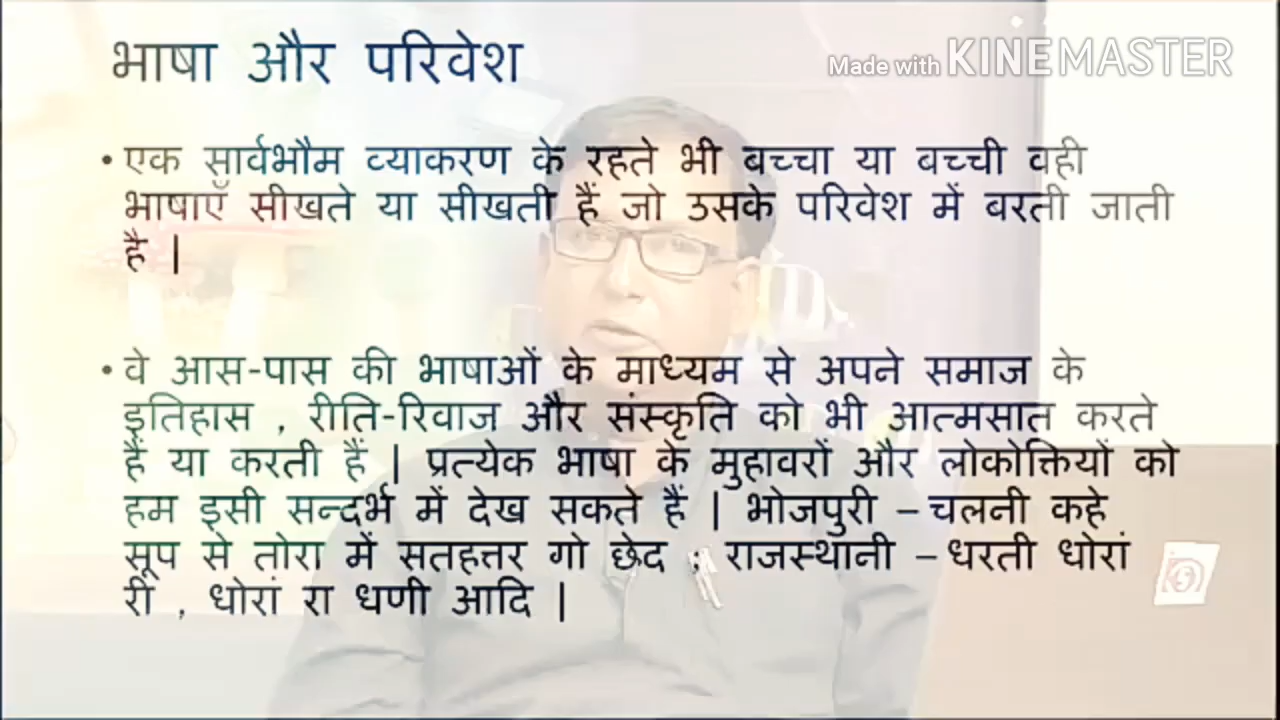 भाषा और परिवेश
Made with KINEMASTER
• एक सार्वभौम व्याकरण के रहते भी बच्चा या बच्ची वही
भाषाएँ सीखते या सीखती हैं जो उसके परिवेश में बरती जाती
है |
• वे आस-पास की भाषाओं के माध्यम से अपने समाज के
इतिहास , रीति-रिवाज और संस्कृति को भी आत्मसात करते
हैं या करती हैं | प्रत्येक भाषा के मुहावरों और लोकोक्तियों को
हम इसी सन्दर्भ में देख सकते हैं | भोजपुरी – चलनी कहे
सूप से तोरा में सतहत्तर गो छेद ; राजस्थानी – धरती धोरां
री , धोरां रा धणी आदि |